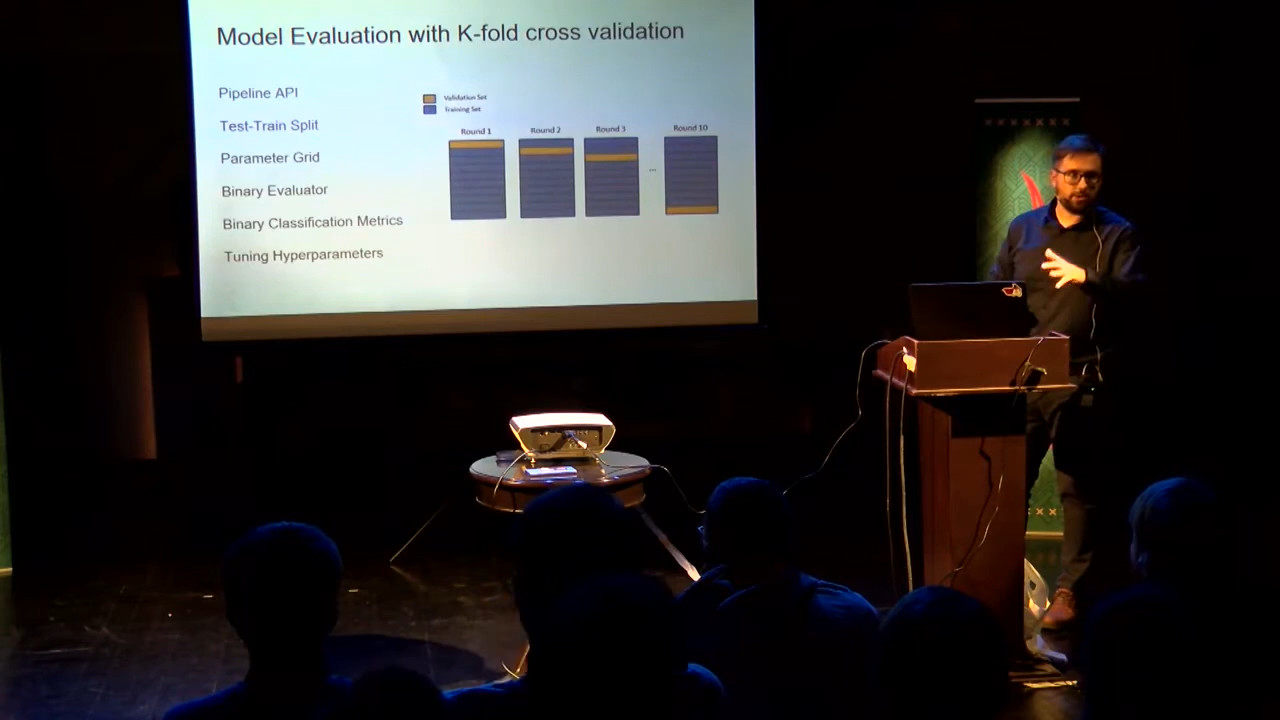 Model Evaluation with K-fold cross validation
Pipeline API
Test-Train Split
Parameter Grid
Binary Evaluator
Binary Classification Metrics
Tuning Hyperparameters
Validation Set
Training Set
Round 1
Round 2
Round 3
...
Round 10